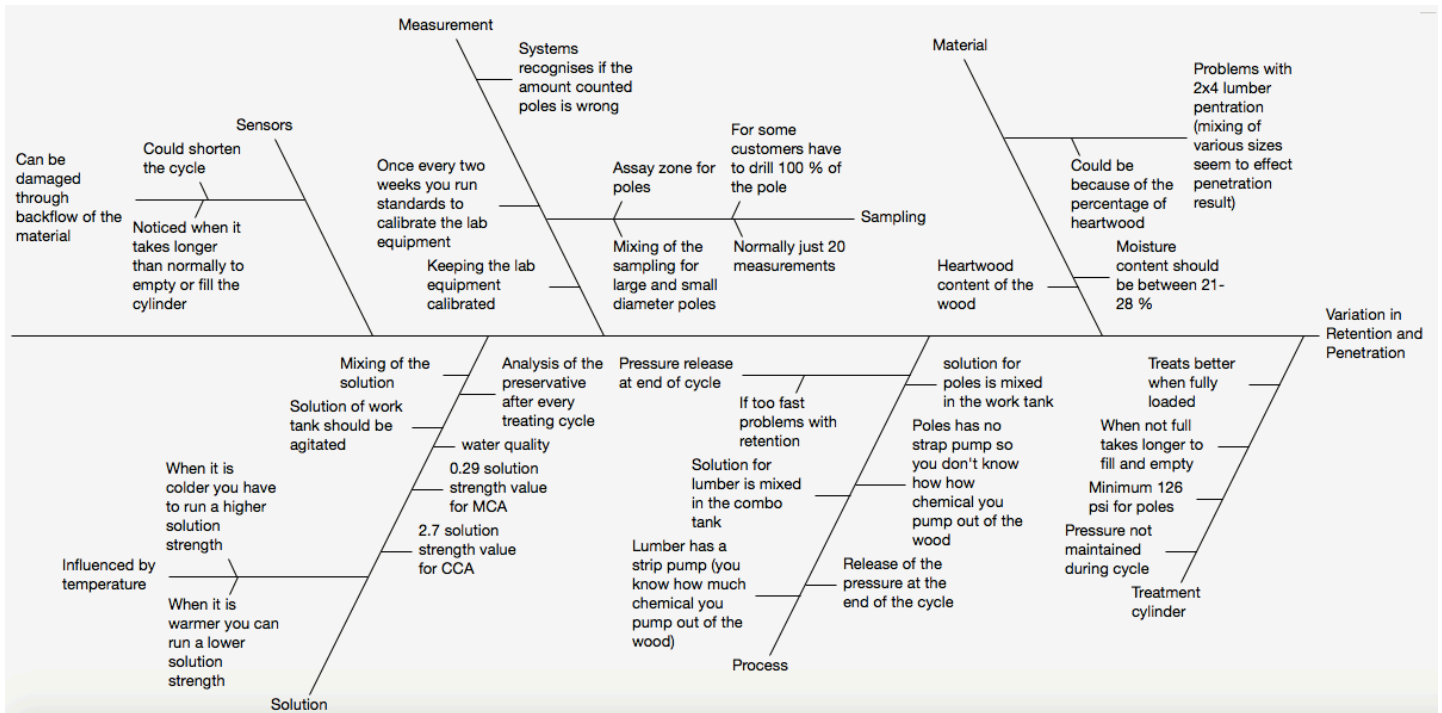 Measurement
Systems
recognises if the
amount counted
poles is wrong
Material
Problems with
2x4 lumber
pentration
(mixing of
various sizes
seem to effect
penetration
result)
Sensors
Could shorten
the cycle
Can be
damaged
through
backflow of the
material
Noticed when it
takes longer
than normally to
empty or fill the
cylinder
Once every two
weeks you run
standards to
calibrate the lab
equipment
Keeping the lab
equipment
calibrated
Assay zone for
poles
For some
customers have
to drill 100 % of
the pole
Sampling
Mixing of the
sampling for
large and small
diameter poles
Normally just 20
measurements
Could be
because of the
percentage of
heartwood
Heartwood
content of the
wood
Moisture
content should
be between 21-
28 %
Variation in
Retention and
Penetration
Mixing of the
solution
Analysis of the
preservative
after every
treating cycle
Solution of work
tank should be
agitated
water quality
0.29 solution
strength value
for MCA
2.7 solution
strength value
for CCA
When it is
colder you have
to run a higher
solution
strength
Influenced by
temperature
When it is
warmer you can
run a lower
solution
strength
Solution
Pressure release
at end of cycle
If too fast
problems with
retention
solution for
poles is mixed
in the work tank
Solution for
lumber is mixed
in the combo
tank
Poles has no
strap pump so
you don't know
how how
chemical you
pump out of the
wood
Lumber has a
strip pump (you
know how much
chemical you
pump out of the
wood)
Release of the
pressure at the
end of the cycle
Process
Treats better
when fully
loaded
When not full
takes longer to
fill and empty
Minimum 126
psi for poles
Pressure not
maintained
during cycle
Treatment
cylinder